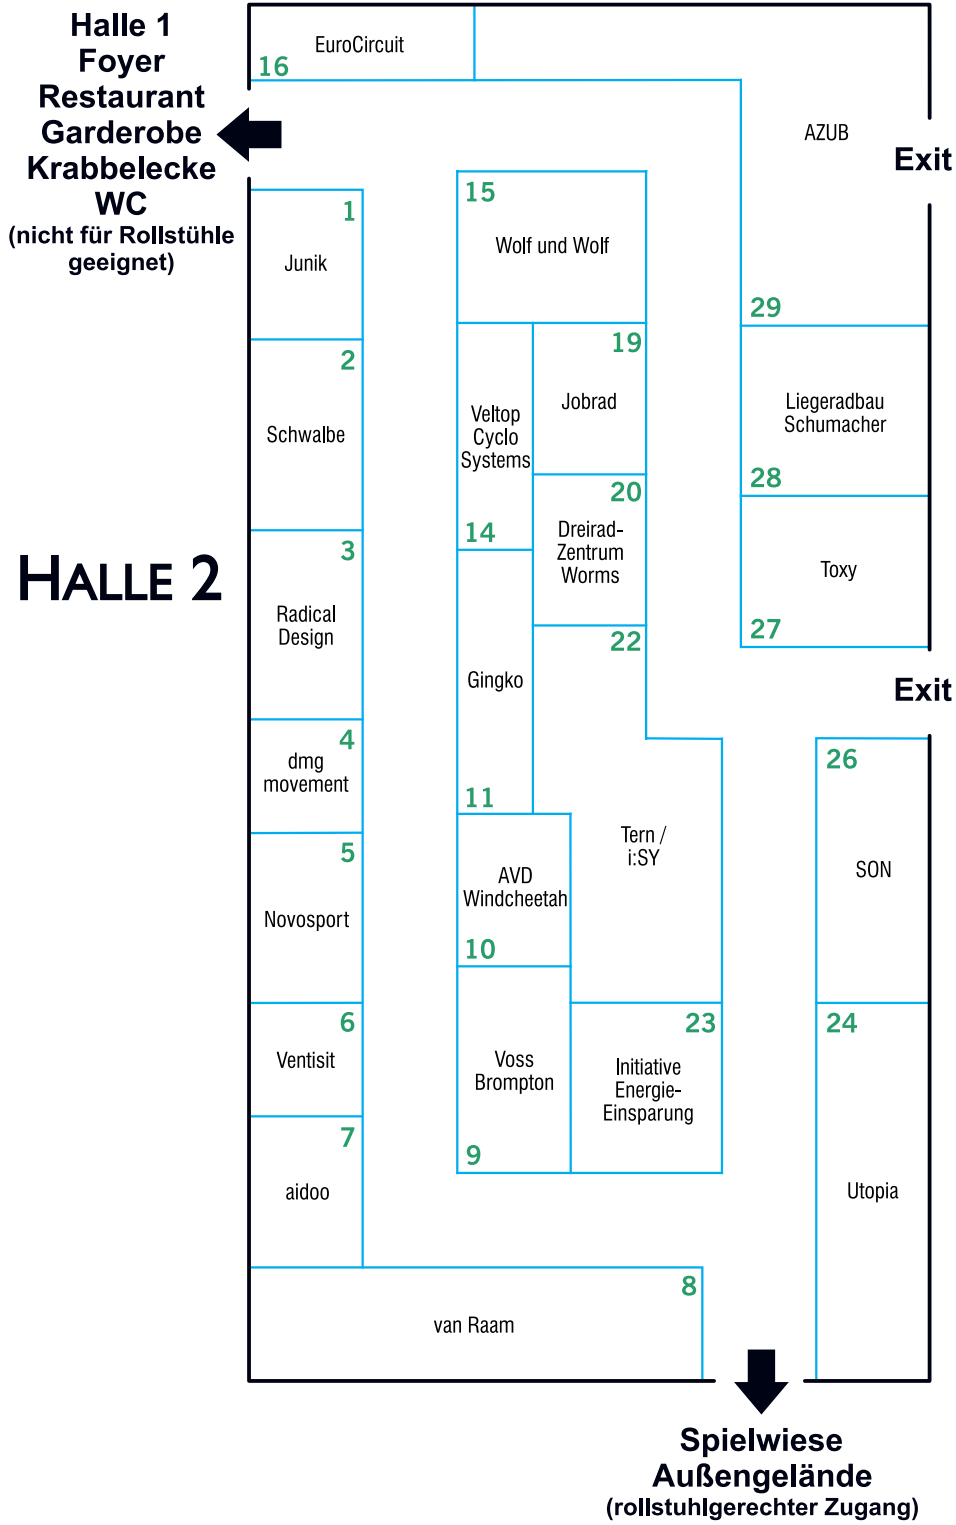 Halle 1
Foyer
Restaurant
Garderobe
Krabbelecke
WC
(nicht für Rollstühle
geeignet)
EuroCircuit
16
AZUB
Exit
29
1
Junik
2
Schwalbe
3
Radical
Design
4
dmg
movement
5
Novosport
6
Ventisit
7
aidoo
8
van Raam
HALLE 2
15
Wolf und Wolf
Veltop
Cyclo
Systems
14
19
Jobrad
20
Dreirad-
Zentrum
Worms
Gingko
11
22
Tern /
i:SY
AVD
Windcheetah
10
Voss
Brompton
9
23
Initiative
Energie-
Einsparung
Liegeradbau
Schumacher
28
Toxy
27
Exit
26
SON
24
Utopia
Spielwiese
Außengelände
(rollstuhlgerechter Zugang)